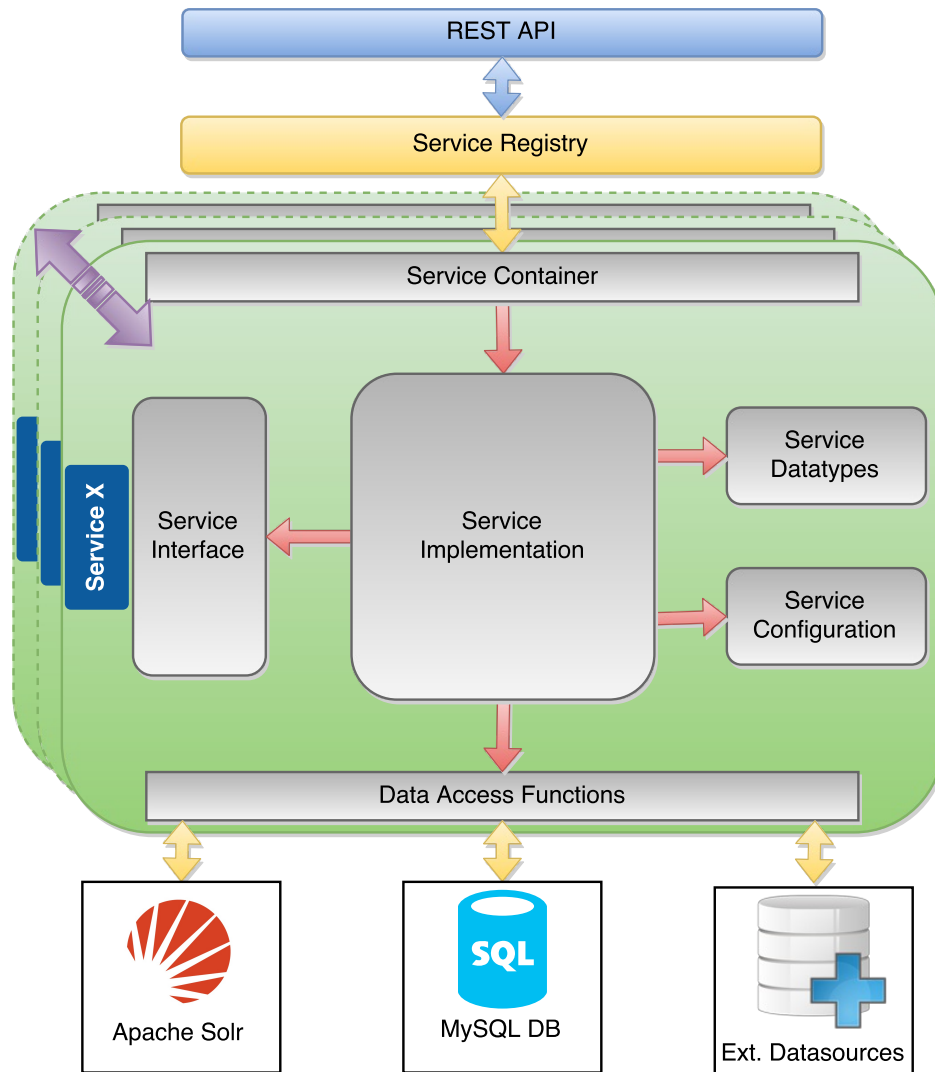 REST API
Service Registry
Service Container
Service X
Service
Interface
Service
Implementation
Service
Datatypes
Service
Configuration
Data Access Functions
SQL
Apache Solr
MySQL DB
Ext. Datasources